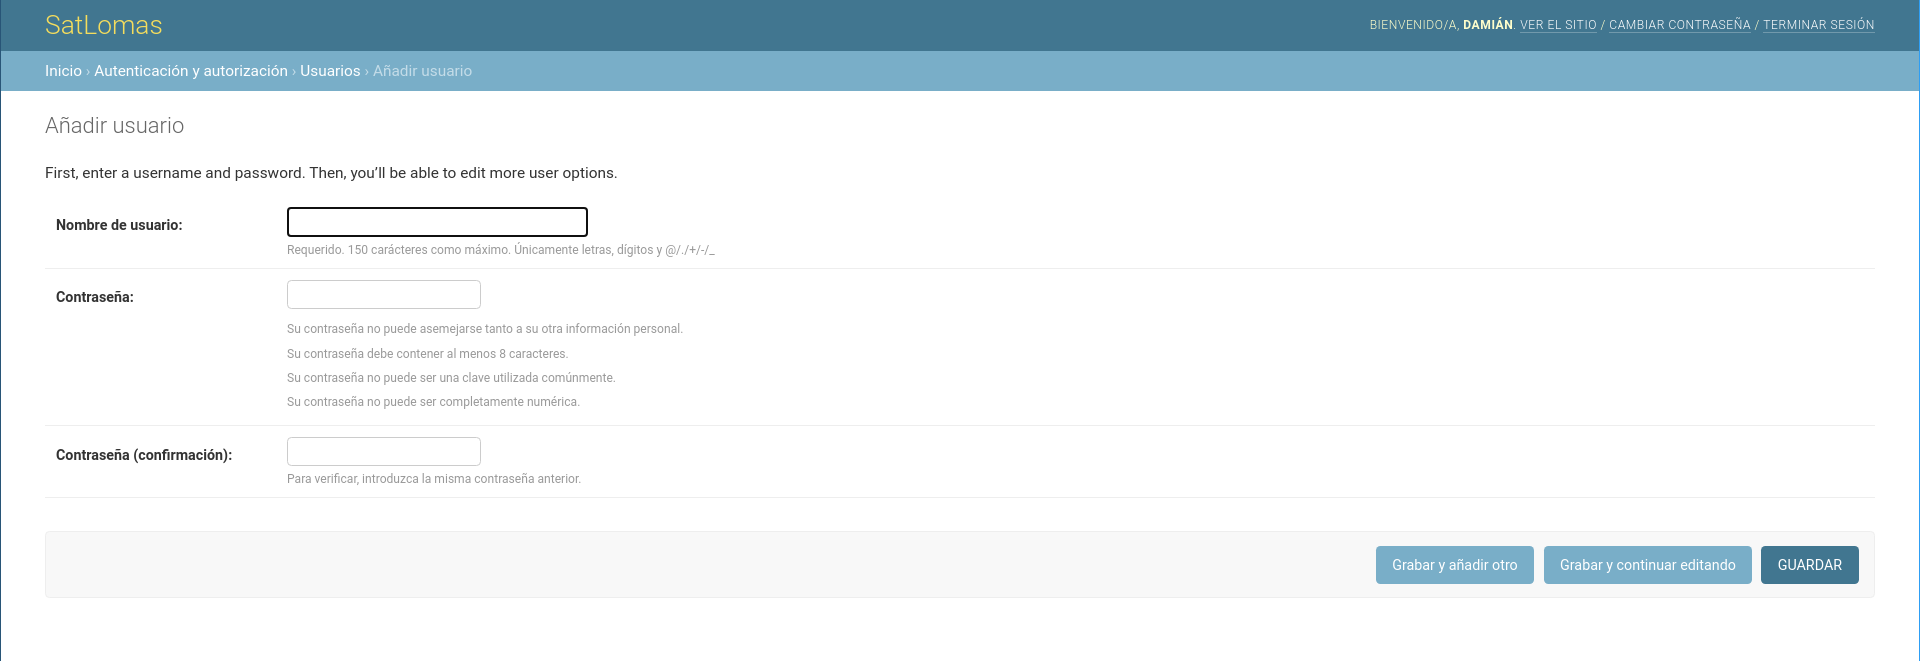 SatLomas
BIENVENIDO/A, DAMIÁN. VER EL SITIO / CAMBIAR CONTRASEÑA / TERMINAR SESIÓN
Inicio › Autenticación y autorización › Usuarios › Añadir usuario
Añadir usuario
First, enter a username and password. Then, you’ll be able to edit more user options.
Nombre de usuario:
Requerido. 150 carácteres como máximo. Únicamente letras, dígitos y @/./+/-/_
Contraseña:
Su contraseña no puede asemejarse tanto a su otra información personal.
Su contraseña debe contener al menos 8 caracteres.
Su contraseña no puede ser una clave utilizada comúnmente.
Su contraseña no puede ser completamente numérica.
Contraseña (confirmación):
Para verificar, introduzca la misma contraseña anterior.
Grabar y añadir otro
Grabar y continuar editando
GUARDAR